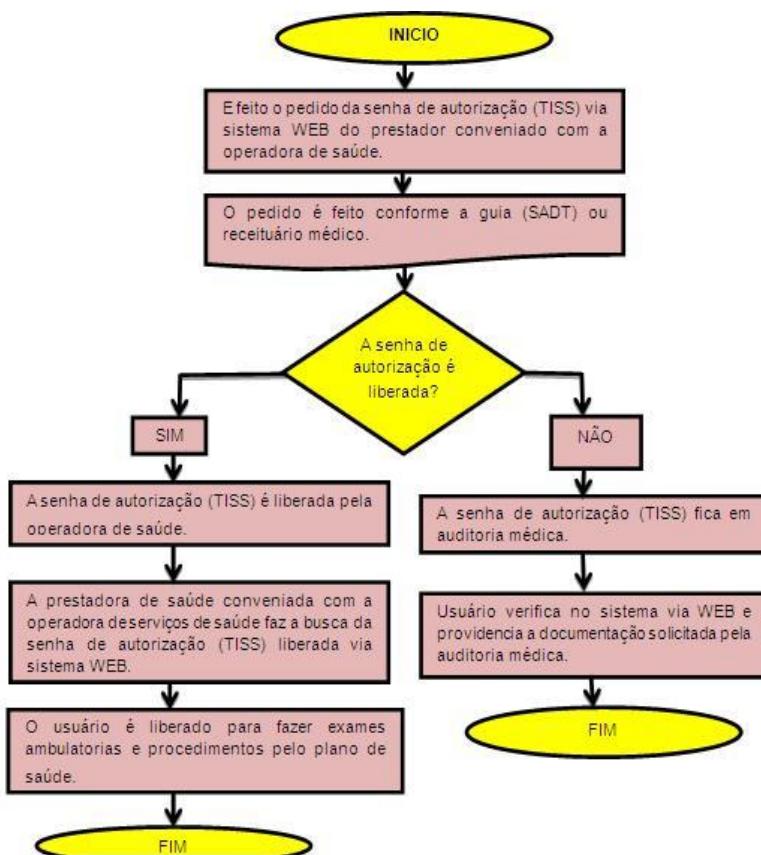 INICIO
E feito o pedido da senha de autorização (TISS) via
sistema WEB do prestador conveniado com a
operadora de saúde.
O pedido é feito conforme a guia (SADT) ou
receituário médico.
A senha de
autorização é
liberada?
SIM
A senha de autorização (TISS) é liberada pela
operadora de saúde.
A prestadora de saúde conveniada com a
operadora deserviços de saúde faz a busca da
senha de autorização (TISS) liberada via
sistema WEB.
O usuário é liberado para fazer exames
ambulatorias e procedimentos pelo plano de
saúde.
FIM
NÃO
A senha de autorização (TISS) fica em
auditoria médica.
Usuário verifica no sistema via WEB e
providencia a documentação solicitada pela
auditoria médica.
FIM